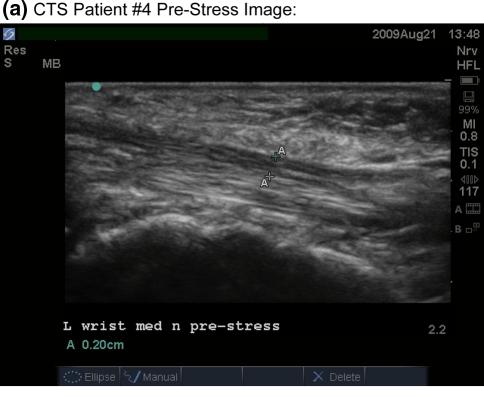 (a) CTS Patient #4 Pre-Stress Image:
2009Aug21 13:48
Res
S MB
Nrv
HFL
99%
MI
0.8
TIS
0.1
117
A
B
A
A
L wrist med n pre-stress
A 0.20cm
2.2
Ellipse Manual Delete